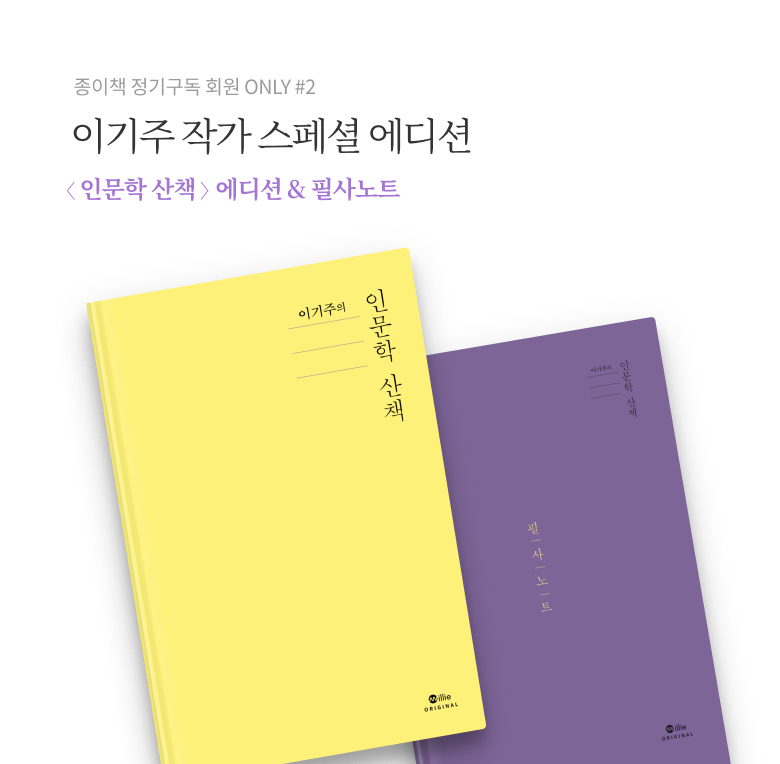 종이책 정기구독 회원 ONLY #2
이기주 작가 스페셜 에디션
〈 인문학 산책 〉 에디션 & 필사노트
이기주의
인문학 산책
Millie
ORIGINAL
이기주의
인문학 산책
필사노트
Millie
ORIGINAL